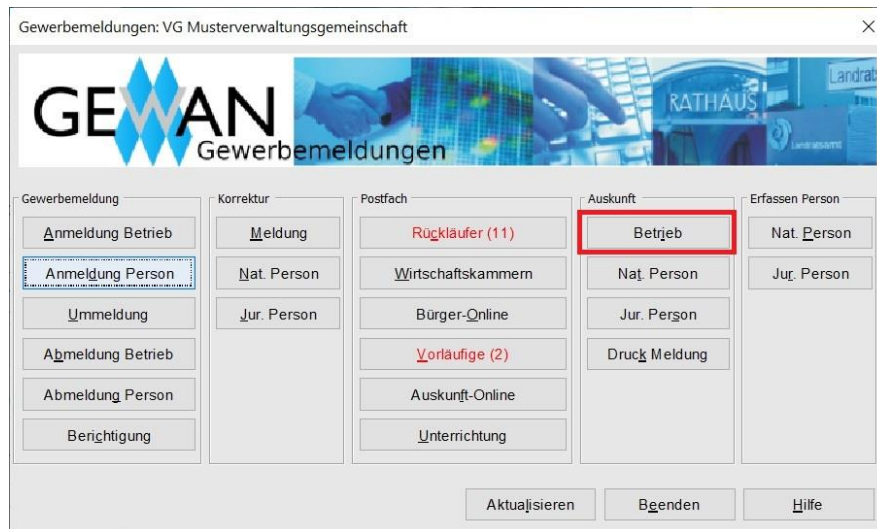 Gewerbemeldungen: VG Musterverwaltungsgemeinschaft
GEWAN
Gewerbemeldungen
RATHAUS
Landrats
Landratsamt
Gewerbemeldung
Anmeldung Betrieb
Anmeldung Person
Ummeldung
Abmeldung Betrieb
Abmeldung Person
Berichtigung
Korrektur
Meldung
Nat. Person
Jur. Person
Postfach
Rückläufer (11)
Wirtschaftskammern
Bürger-Online
Vorläufige (2)
Auskunft-Online
Unterrichtung
Auskunft
Betrieb
Nat. Person
Jur. Person
Druck Meldung
Erfassen Person
Nat. Person
Jur. Person
Aktualisieren
Beenden
Hilfe